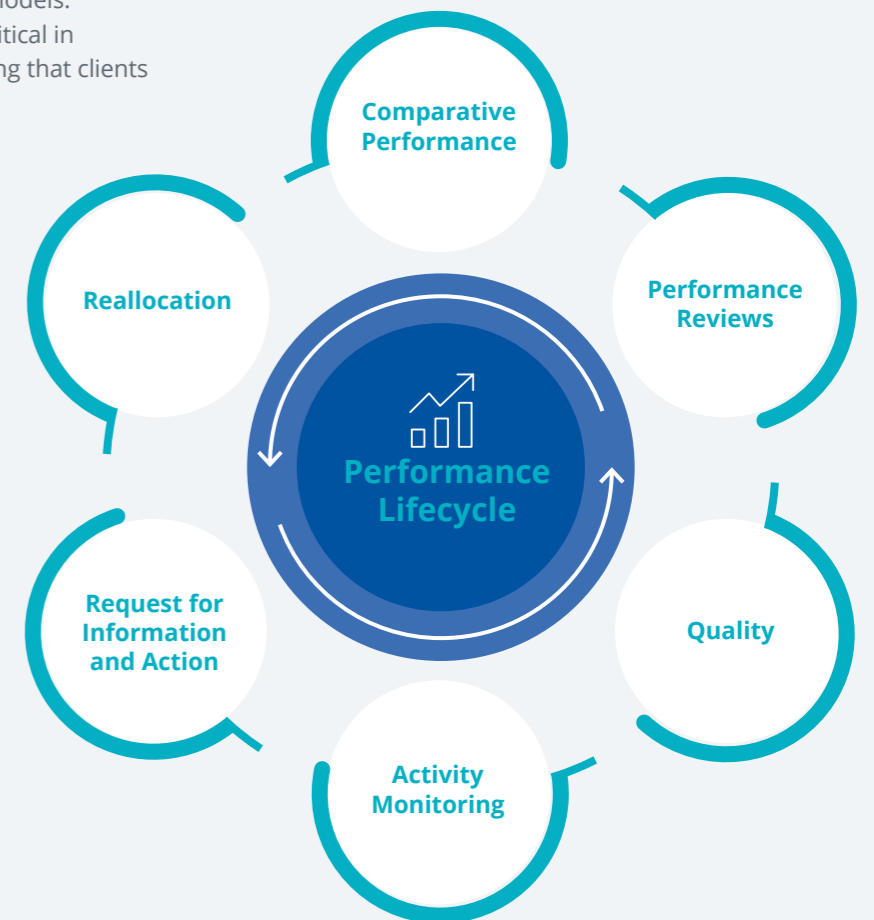 itical in
ng that clients
Comparative
Performance
Performance
Reviews
Quality
Activity
Monitoring
Request for
Information
and Action
Reallocation
Performance
Lifecycle